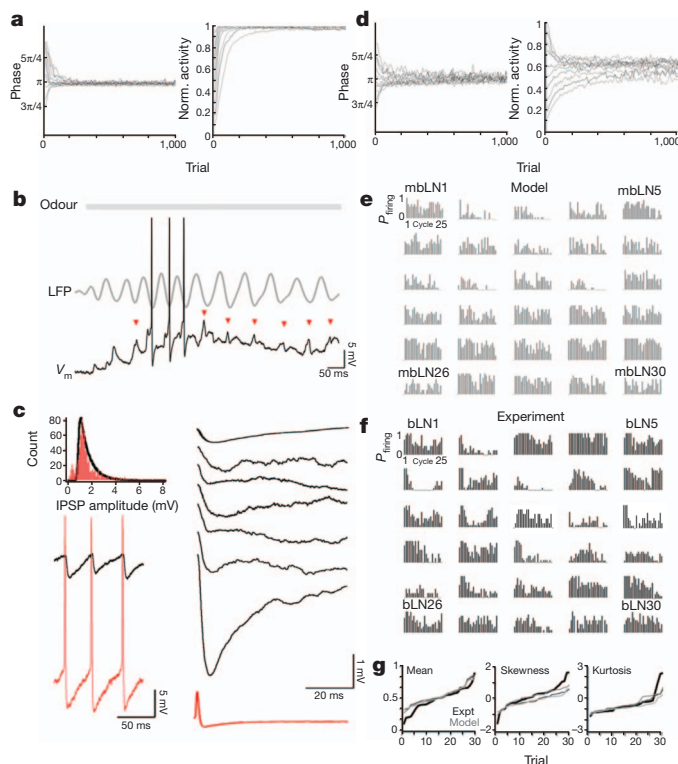 a
5π/4
π
3π/4
Phase
0
1,000
1
0.8
0.6
0.4
0.2
0
Norm. activity
0
1,000
Trial
d
5π/4
π
3π/4
Phase
0
1,000
1
0.8
0.6
0.4
0.2
0
Norm. activity
0
1,000
Trial
b
Odour
LFP
Vm
5 mV
50 ms
c
80
60
40
20
0
Count
0 2 4 6 8
IPSP amplitude (mV)
5 mV
50 ms
1 mV
20 ms
e
mbLN1 Model mbLN5
Pfiring
1
0
1 Cycle 25
mbLN26 mbLN30
f
Experiment
bLN1 bLN5
Pfiring
1
0
1 Cycle 25
bLN26 bLN30
g
1
0.5
0
Mean
0 10 20 30
2
0
−2
Skewness
Expt
Model
0 10 20 30
3
0
−3
Kurtosis
0 10 20 30
Trial